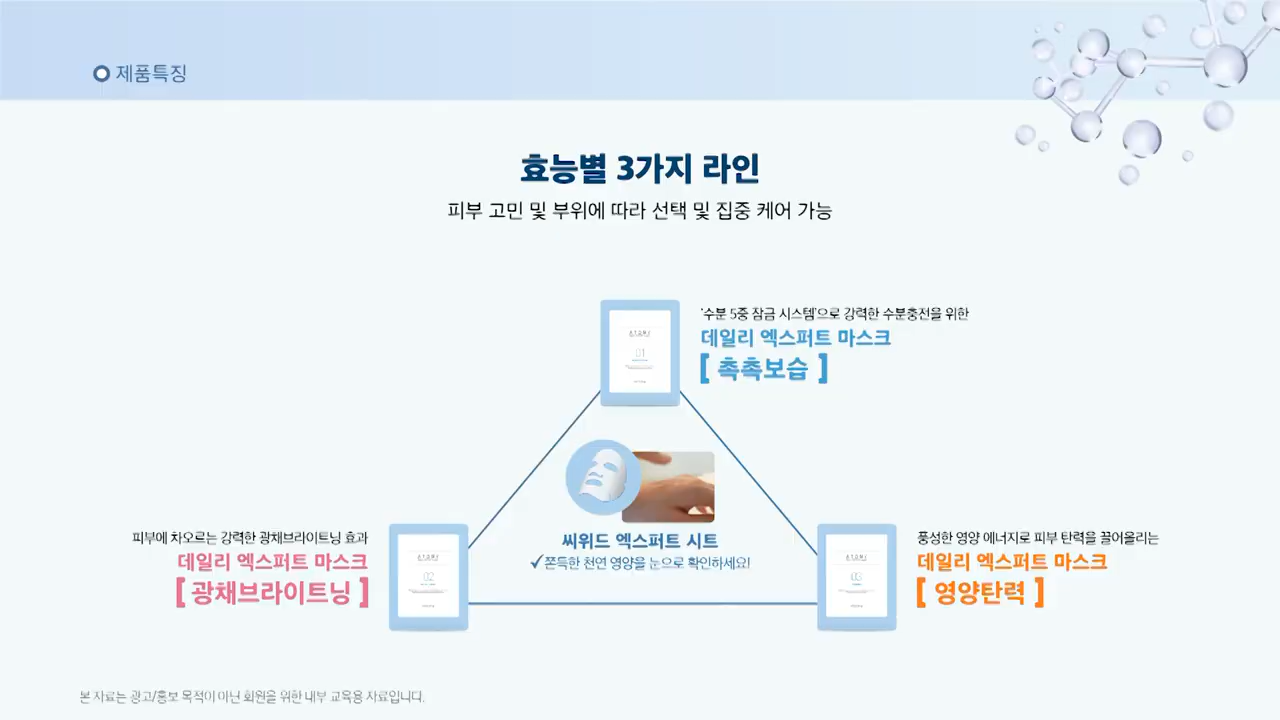 제품특징
효능별 3가지 라인
피부 고민 및 부위에 따라 선택 및 집중 케어 가능
'수분 5중 잠금 시스템'으로 강력한 수분충전을 위한
데일리 엑스퍼트 마스크
[ 촉촉보습 ]
01
씨위드 엑스퍼트 시트
✓쫀득한 천연 영양을 눈으로 확인하세요!
피부에 차오르는 강력한 광채브라이트닝 효과
데일리 엑스퍼트 마스크
[ 광채브라이트닝 ]
02
풍성한 영양 에너지로 피부 탄력을 끌어올리는
데일리 엑스퍼트 마스크
[ 영양탄력 ]
03
본 자료는 광고/홍보 목적이 아닌 회원을 위한 내부 교육용 자료입니다.